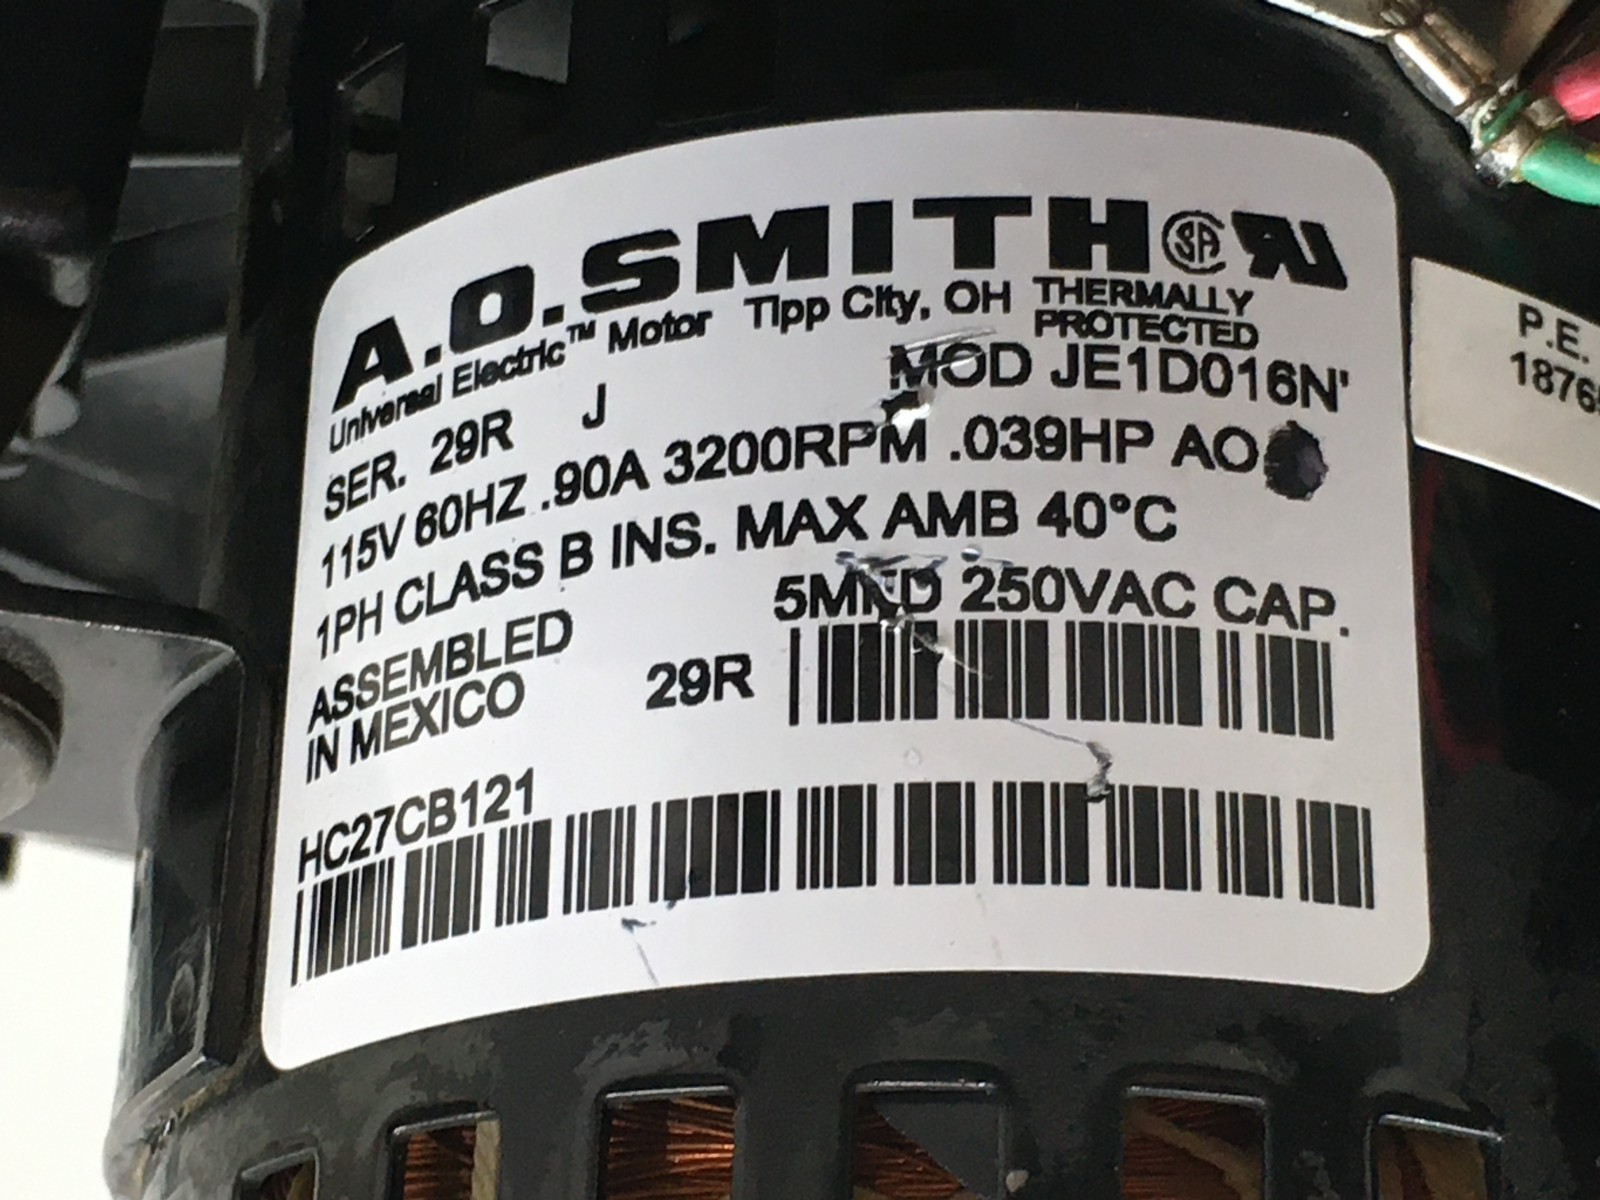 A.O.SMITH SA
Universal Electric™ Motor Tipp City, OH THERMALLY
PROTECTED
SER. 29R J MOD JE1D016N'
115V 60HZ .90A 3200RPM .039HP AO
1PH CLASS B INS. MAX AMB 40°C
ASSEMBLED 5MFD 250VAC CAP.
IN MEXICO 29R
HC27CB121
P.E.
1876